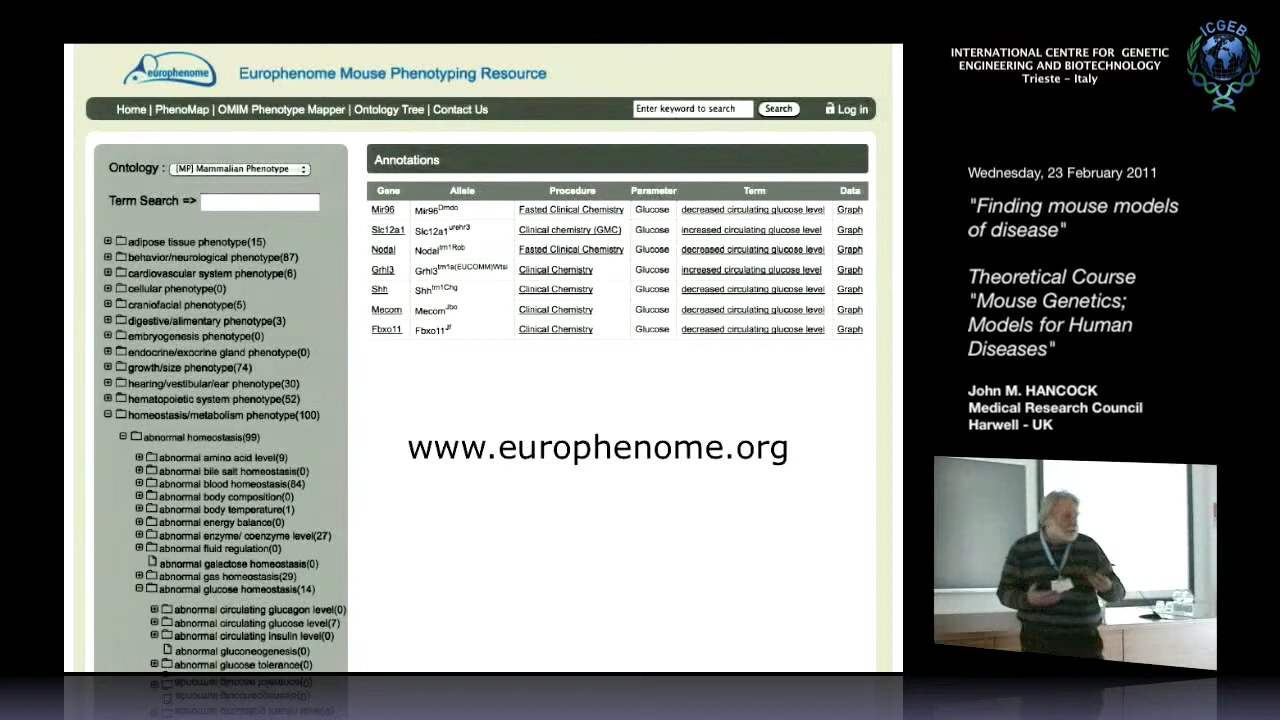 europhenome
Europhenome Mouse Phenotyping Resource
Home | PhenoMap | OMIM Phenotype Mapper | Ontology Tree | Contact Us
Enter keyword to search
Search
Log in
Ontology :
[MP] Mammalian Phenotype
Term Search =>
adipose tissue phenotype(15)
behavior/neurological phenotype(87)
cardiovascular system phenotype(6)
cellular phenotype(0)
craniofacial phenotype(5)
digestive/alimentary phenotype(3)
embryogenesis phenotype(0)
endocrine/exocrine gland phenotype(0)
growth/size phenotype(74)
hearing/vestibular/ear phenotype(30)
hematopoietic system phenotype(52)
homeostasis/metabolism phenotype(100)
abnormal homeostasis(99)
abnormal amino acid level(9)
abnormal bile salt homeostasis(0)
abnormal blood homeostasis(84)
abnormal body composition(0)
abnormal body temperature(1)
abnormal energy balance(0)
abnormal enzyme/ coenzyme level(27)
abnormal fluid regulation(0)
abnormal galactose homeostasis(0)
abnormal gas homeostasis(29)
abnormal glucose homeostasis(14)
abnormal circulating glucagon level(0)
abnormal circulating glucose level(7)
abnormal circulating insulin level(0)
abnormal gluconeogenesis(0)
abnormal glucose tolerance(0)
Annotations
Gene Allele Procedure Parameter Term Data
Mir96 Mir96Dmdo Fasted Clinical Chemistry Glucose decreased circulating glucose level Graph
Slc12a1 Slc12a1urehr3 Clinical chemistry (GMC) Glucose increased circulating glucose level Graph
Nodal Nodaltm1Rob Fasted Clinical Chemistry Glucose decreased circulating glucose level Graph
Grhl3 Grhl3tm1a(EUCOMM)Wtsi Clinical Chemistry Glucose increased circulating glucose level Graph
Shh Shhtm1Chg Clinical Chemistry Glucose decreased circulating glucose level Graph
Mecom MecomJbo Clinical Chemistry Glucose decreased circulating glucose level Graph
Fbxo11 Fbxo11Jf Clinical Chemistry Glucose decreased circulating glucose level Graph
www.europhenome.org
INTERNATIONAL CENTRE FOR GENETIC
ENGINEERING AND BIOTECHNOLOGY
Trieste - Italy
ICGEB
Wednesday, 23 February 2011
"Finding mouse models
of disease"
Theoretical Course
"Mouse Genetics;
Models for Human
Diseases"
John M. HANCOCK
Medical Research Council
Harwell - UK